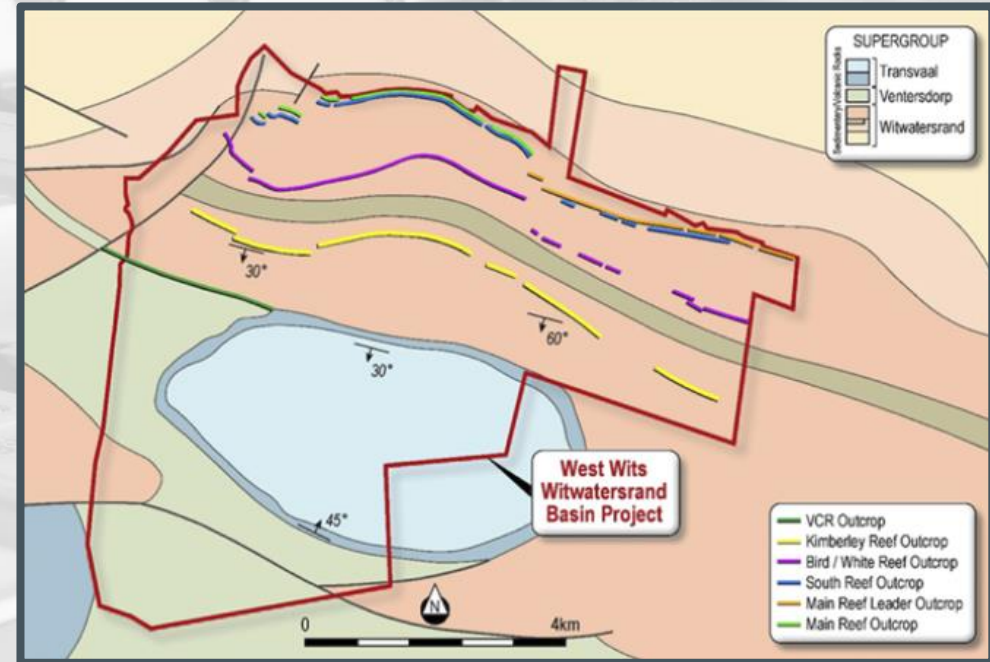 SUPERGROUP
Sedimentary/Volcanic Rocks
Transvaal
Ventersdorp
Witwatersrand
30°
60°
30°
45°
West Wits
Witwatersrand
Basin Project
N
0 4km
VCR Outcrop
Kimberley Reef Outcrop
Bird / White Reef Outcrop
South Reef Outcrop
Main Reef Leader Outcrop
Main Reef Outcrop